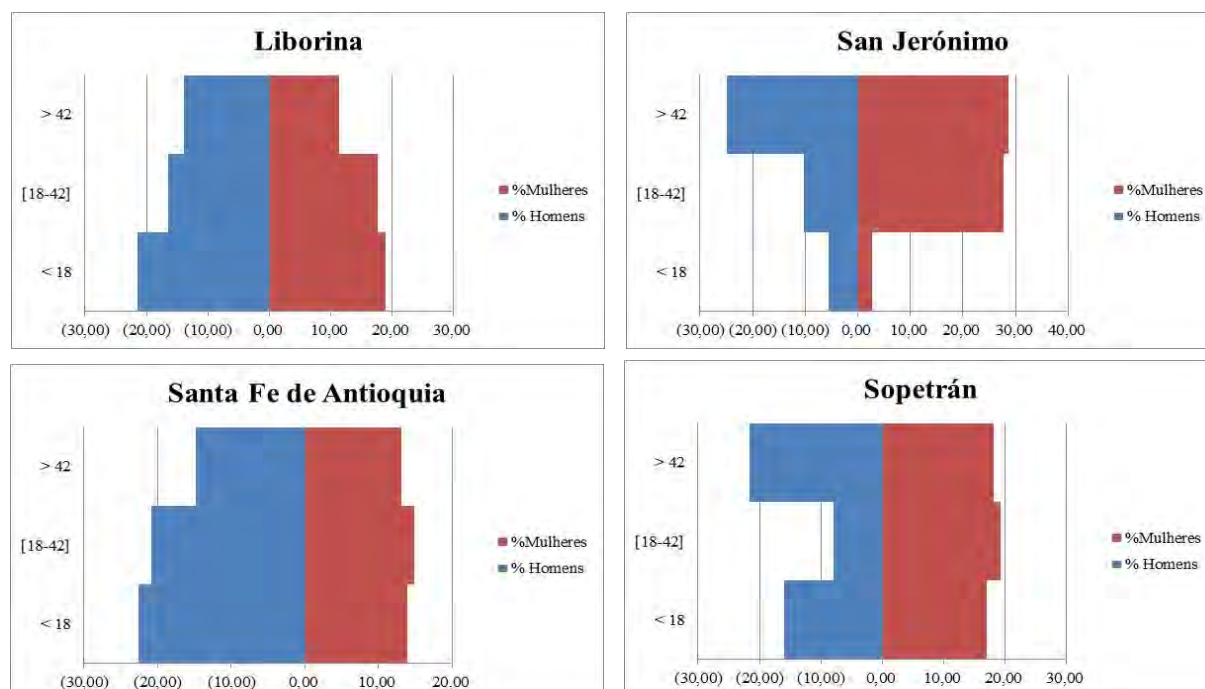 Liborina
> 42
[18-42]
< 18
(30,00) (20,00) (10,00) 0,00 10,00 20,00 30,00
%Mulheres
% Homens
San Jerónimo
> 42
[18-42]
< 18
(30,00) (20,00) (10,00) 0,00 10,00 20,00 30,00 40,00
%Mulheres
% Homens
Santa Fe de Antioquia
> 42
[18-42]
< 18
(30,00) (20,00) (10,00) 0,00 10,00 20,00
%Mulheres
% Homens
Sopetrán
> 42
[18-42]
< 18
(30,00) (20,00) (10,00) 0,00 10,00 20,00 30,00
%Mulheres
% Homens